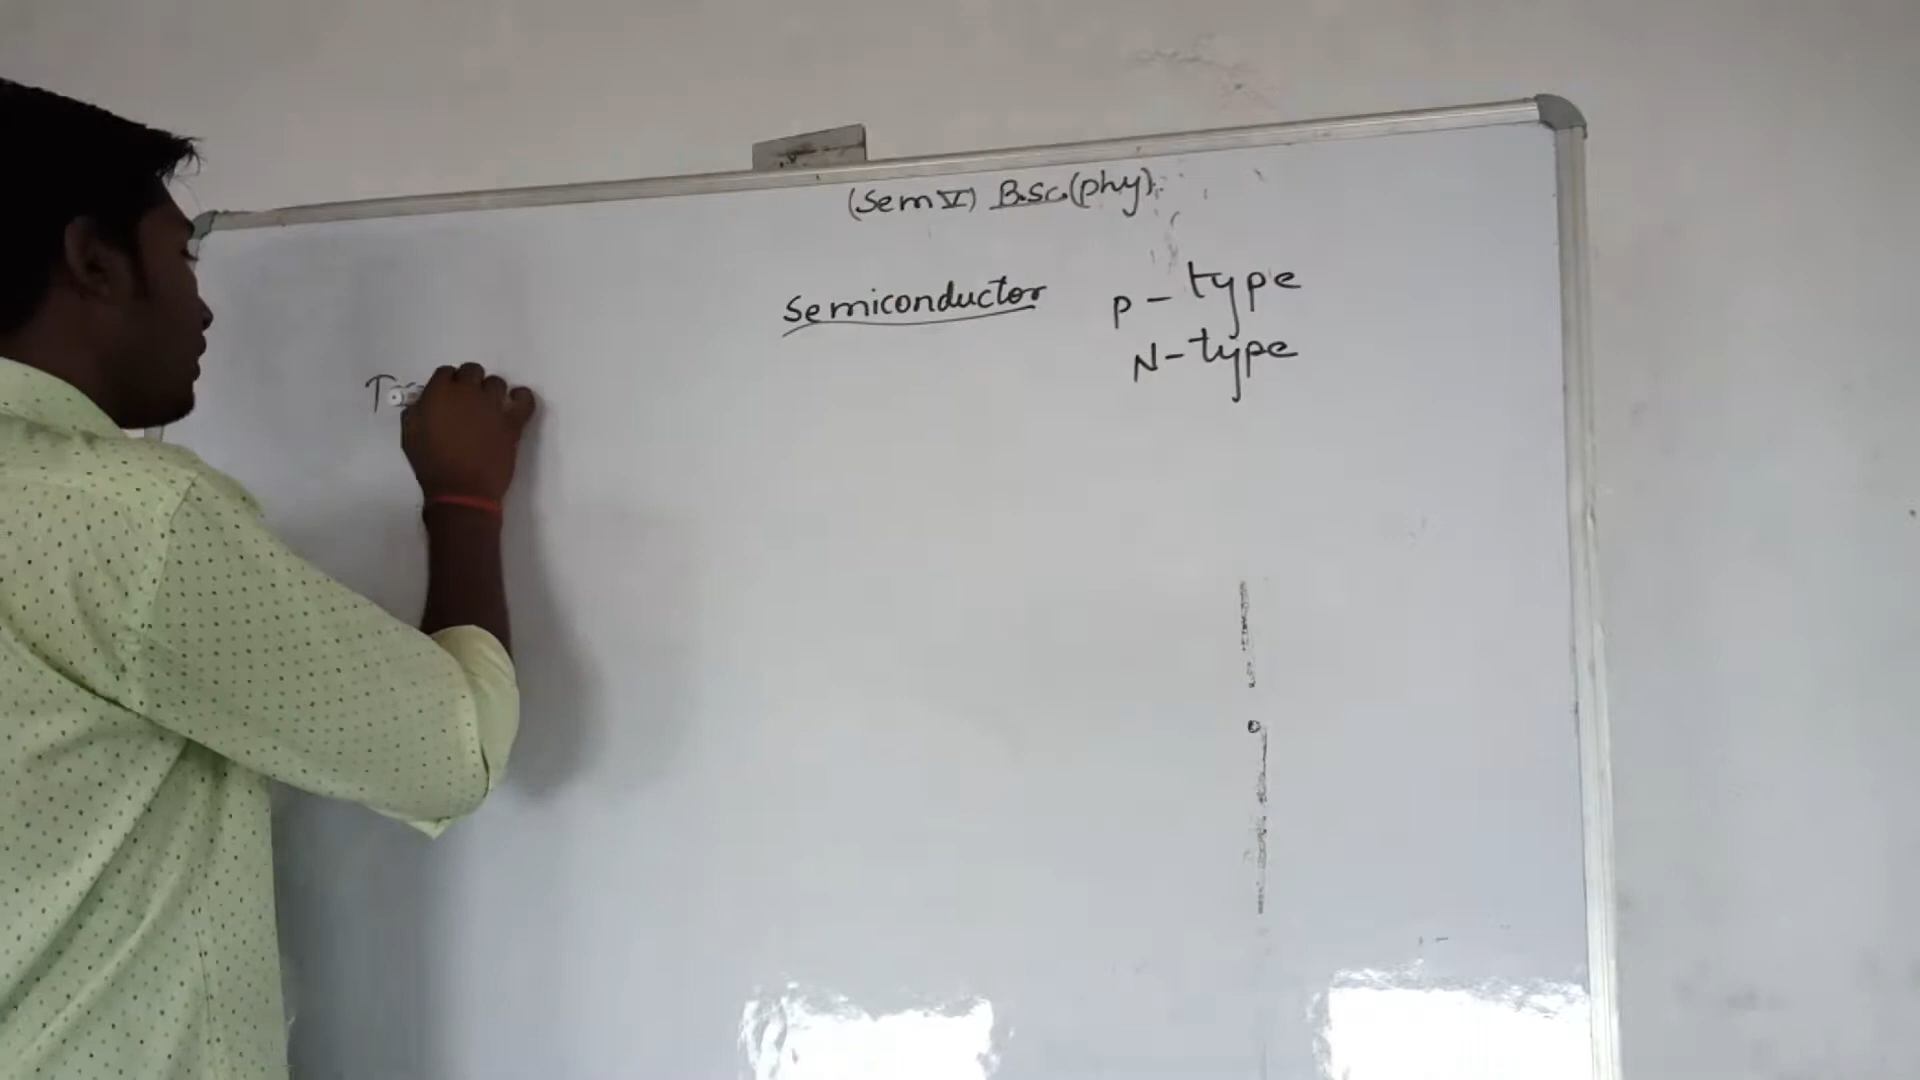 (Sem V) B.Sc.(phy).
Semiconductor P-type
N-type